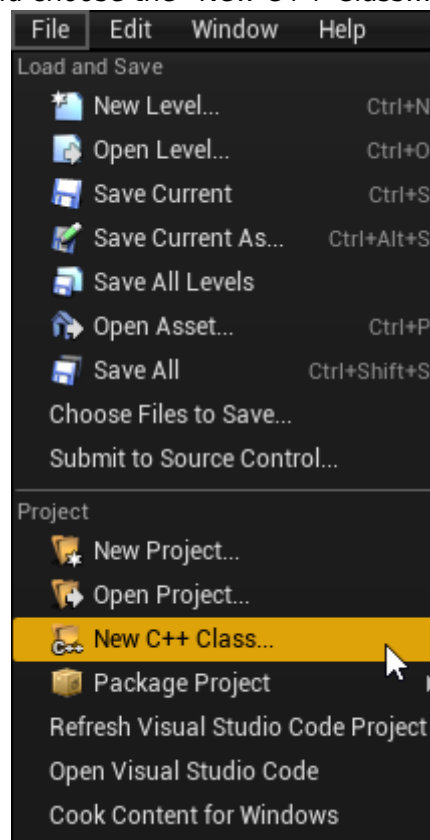 File Edit Window Help
Load and Save
New Level... Ctrl+N
Open Level... Ctrl+O
Save Current Ctrl+S
Save Current As... Ctrl+Alt+S
Save All Levels
Open Asset... Ctrl+P
Save All Ctrl+Shift+S
Choose Files to Save...
Submit to Source Control...
Project
New Project...
Open Project...
C++ New C++ Class...
Package Project
Refresh Visual Studio Code Project
Open Visual Studio Code
Cook Content for Windows